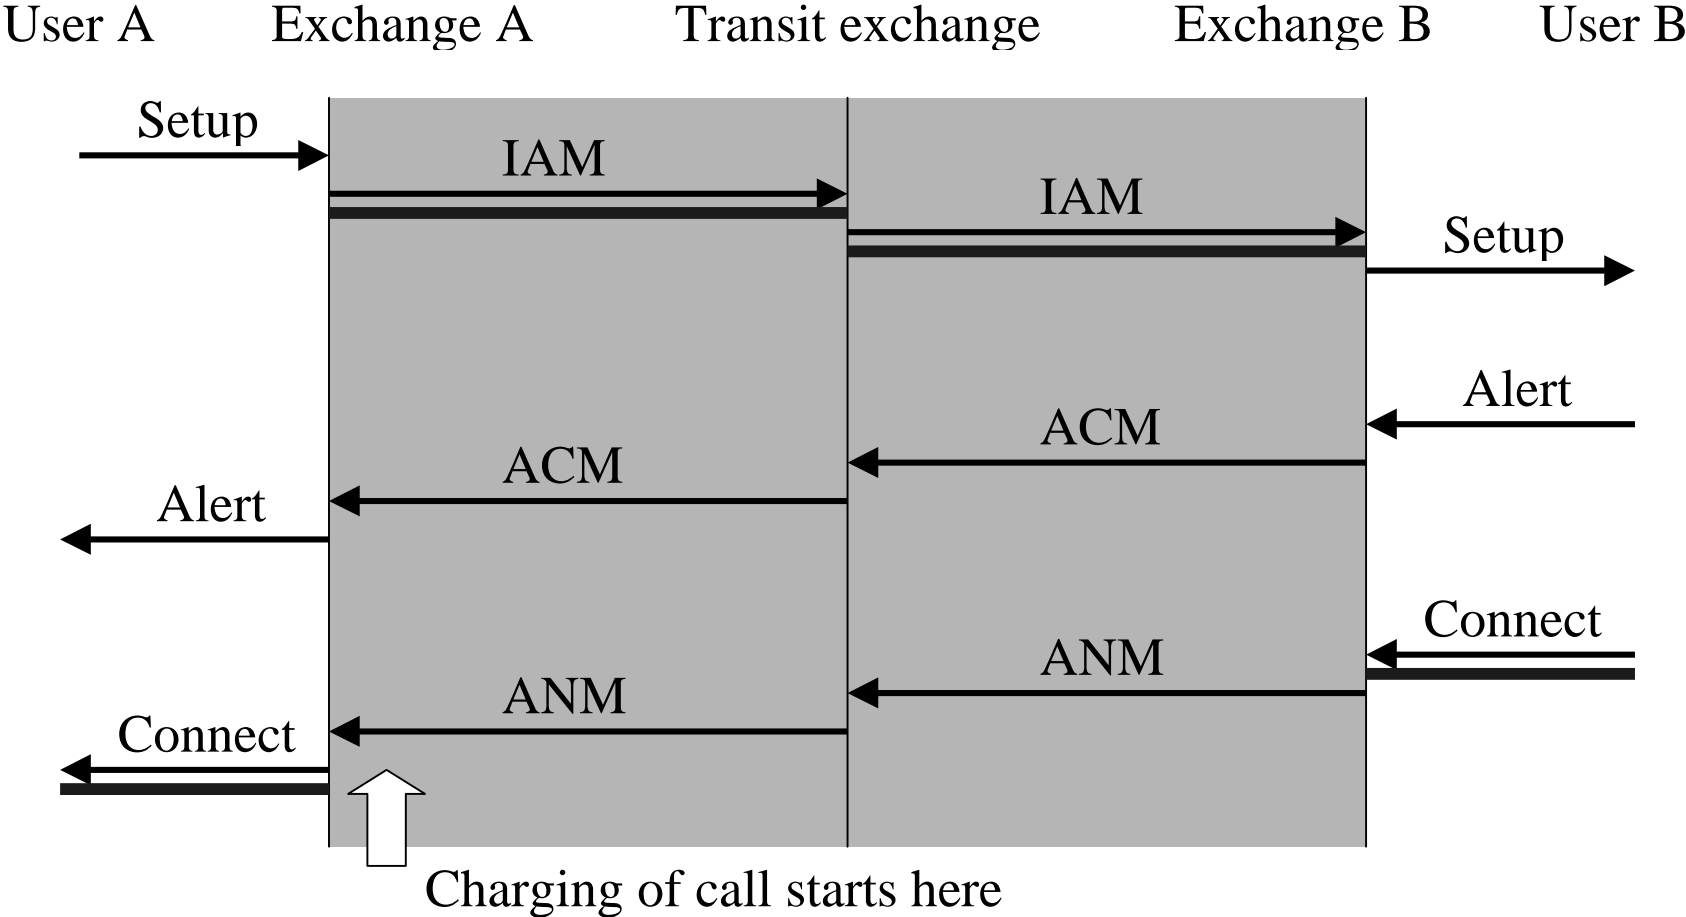 User A Exchange A Transit exchange Exchange B User B
Setup
IAM
IAM
Setup
Alert
ACM
ACM
Alert
Connect
ANM
ANM
Connect
Charging of call starts here